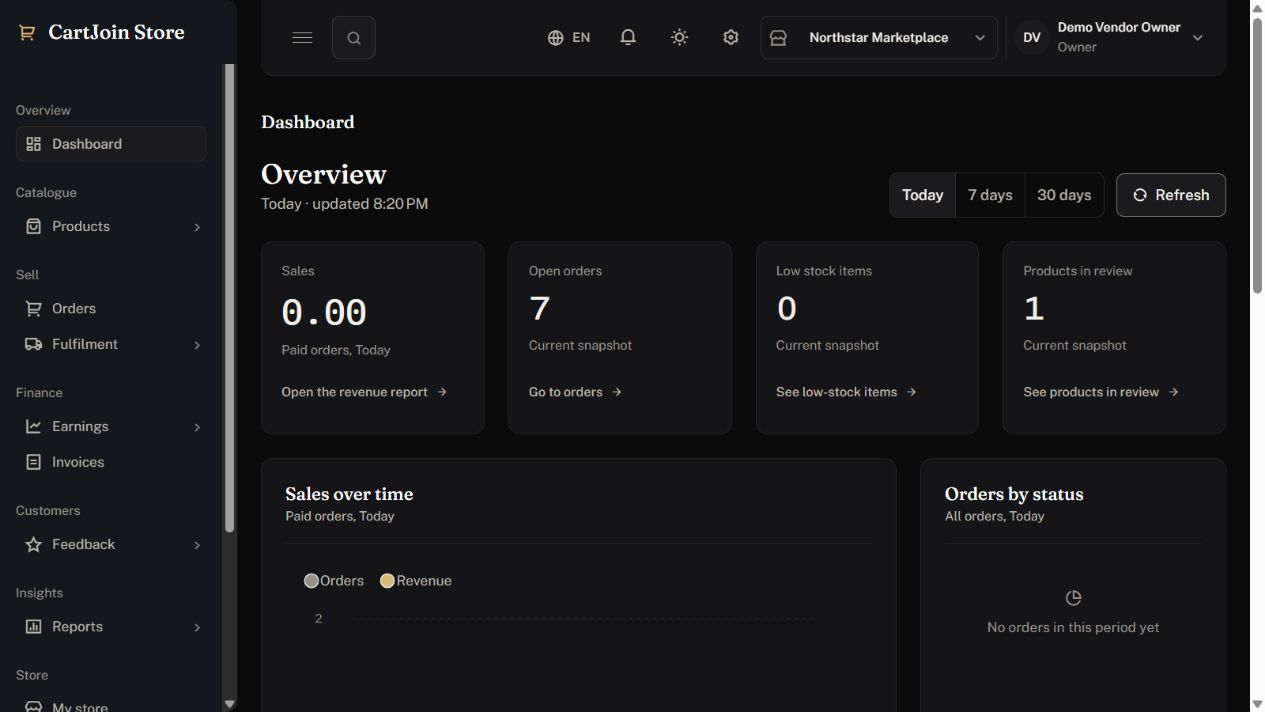 CartJoin Store
EN
Northstar Marketplace
DV
Demo Vendor Owner
Owner
Overview
Dashboard
Catalogue
Products
Sell
Orders
Fulfilment
Finance
Earnings
Invoices
Customers
Feedback
Insights
Reports
Store
My store
Dashboard
Overview
Today · updated 8:20 PM
Today
7 days
30 days
Refresh
Sales
0.00
Paid orders, Today
Open the revenue report →
Open orders
7
Current snapshot
Go to orders →
Low stock items
0
Current snapshot
See low-stock items →
Products in review
1
Current snapshot
See products in review →
Sales over time
Paid orders, Today
Orders
Revenue
2
Orders by status
All orders, Today
No orders in this period yet